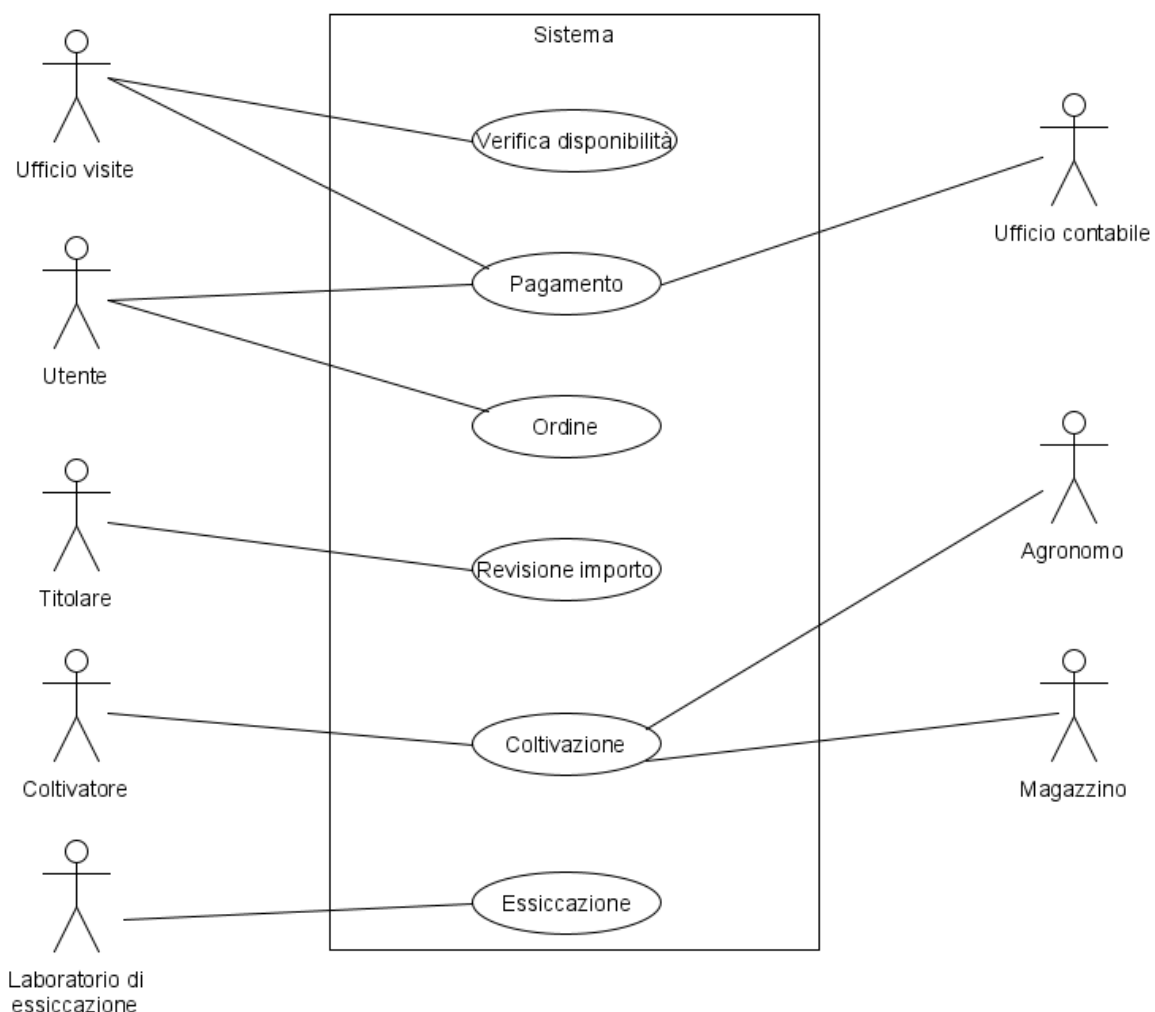 Sistema
Ufficio visite
Verifica disponibilità
Ufficio contabile
Pagamento
Utente
Ordine
Titolare
Revisione importo
Agronomo
Coltivatore
Coltivazione
Magazzino
Essiccazione
Laboratorio di
essiccazione